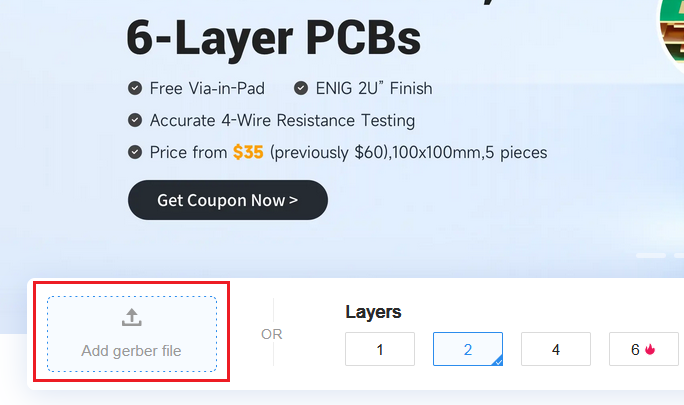 6-Layer PCBs
Free Via-in-Pad
ENIG 2U” Finish
Accurate 4-Wire Resistance Testing
Price from $35 (previously $60),100x100mm,5 pieces
Get Coupon Now >
Add gerber file
OR
Layers
1
2
4
6